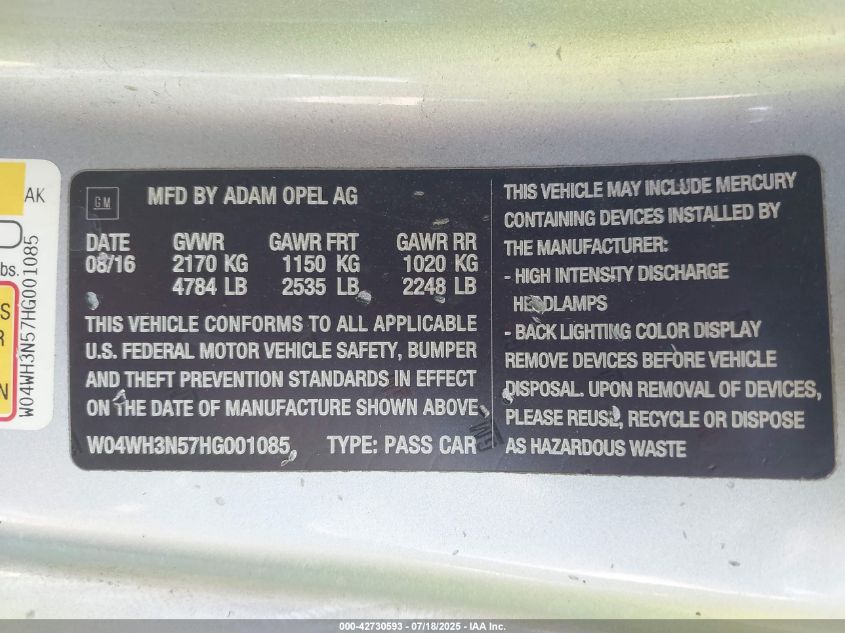 GM
MFD BY ADAM OPEL AG
DATE GVWR GAWR FRT GAWR RR
08/16 2170 KG 1150 KG 1020 KG
4784 LB 2535 LB 2248 LB
THIS VEHICLE CONFORMS TO ALL APPLICABLE
U.S. FEDERAL MOTOR VEHICLE SAFETY, BUMPER
AND THEFT PREVENTION STANDARDS IN EFFECT
ON THE DATE OF MANUFACTURE SHOWN ABOVE.
W04WH3N57HG001085 TYPE: PASS CAR
THIS VEHICLE MAY INCLUDE MERCURY
CONTAINING DEVICES INSTALLED BY
THE MANUFACTURER:
- HIGH INTENSITY DISCHARGE
HEADLAMPS
- BACK LIGHTING COLOR DISPLAY
REMOVE DEVICES BEFORE VEHICLE
DISPOSAL. UPON REMOVAL OF DEVICES,
PLEASE REUSE, RECYCLE OR DISPOSE
AS HAZARDOUS WASTE
AK
bs.
S
R
N
W04WH3N57HG001085
000-42730593 - 07/18/2025 - IAA Inc.